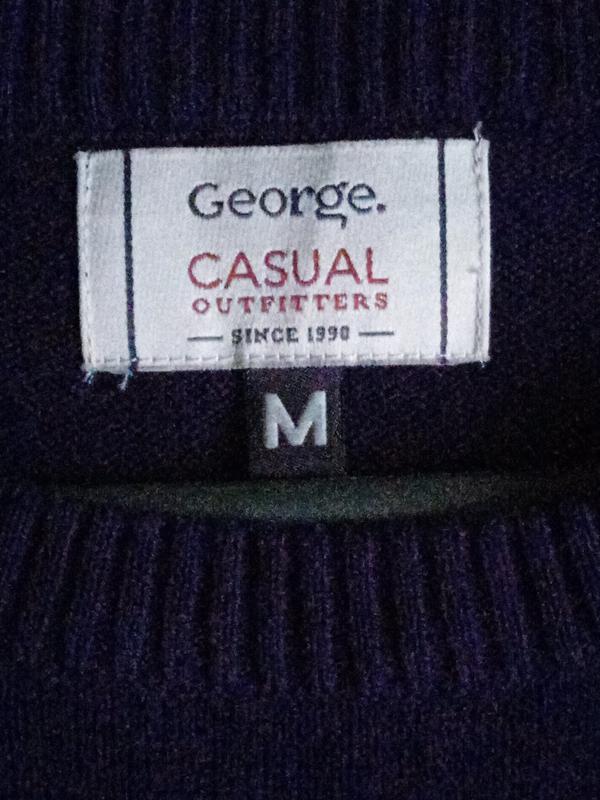 George.
CASUAL
OUTFITTERS
SINCE 1990
M